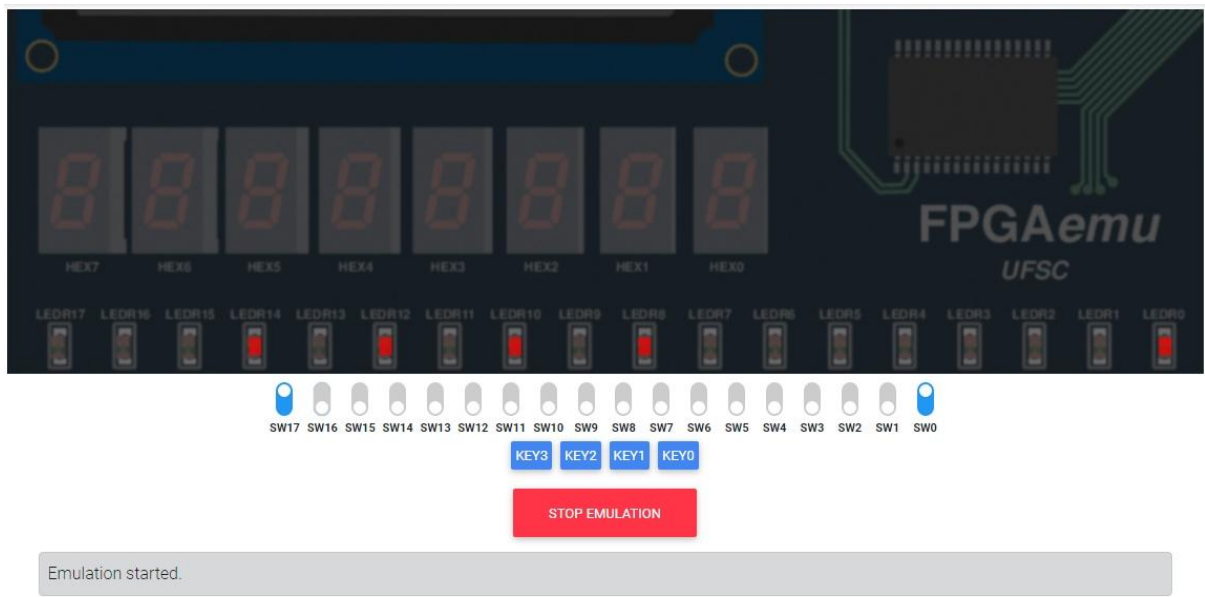 FPGAemu
UFSC
HEX7 HEX6 HEX5 HEX4 HEX3 HEX2 HEX1 HEX0
LEDR17 LEDR16 LEDR15 LEDR14 LEDR13 LEDR12 LEDR11 LEDR10 LEDR9 LEDR8 LEDR7 LEDR6 LEDR5 LEDR4 LEDR3 LEDR2 LEDR1 LEDR0
SW17 SW16 SW15 SW14 SW13 SW12 SW11 SW10 SW9 SW8 SW7 SW6 SW5 SW4 SW3 SW2 SW1 SW0
KEY3 KEY2 KEY1 KEY0
STOP EMULATION
Emulation started.